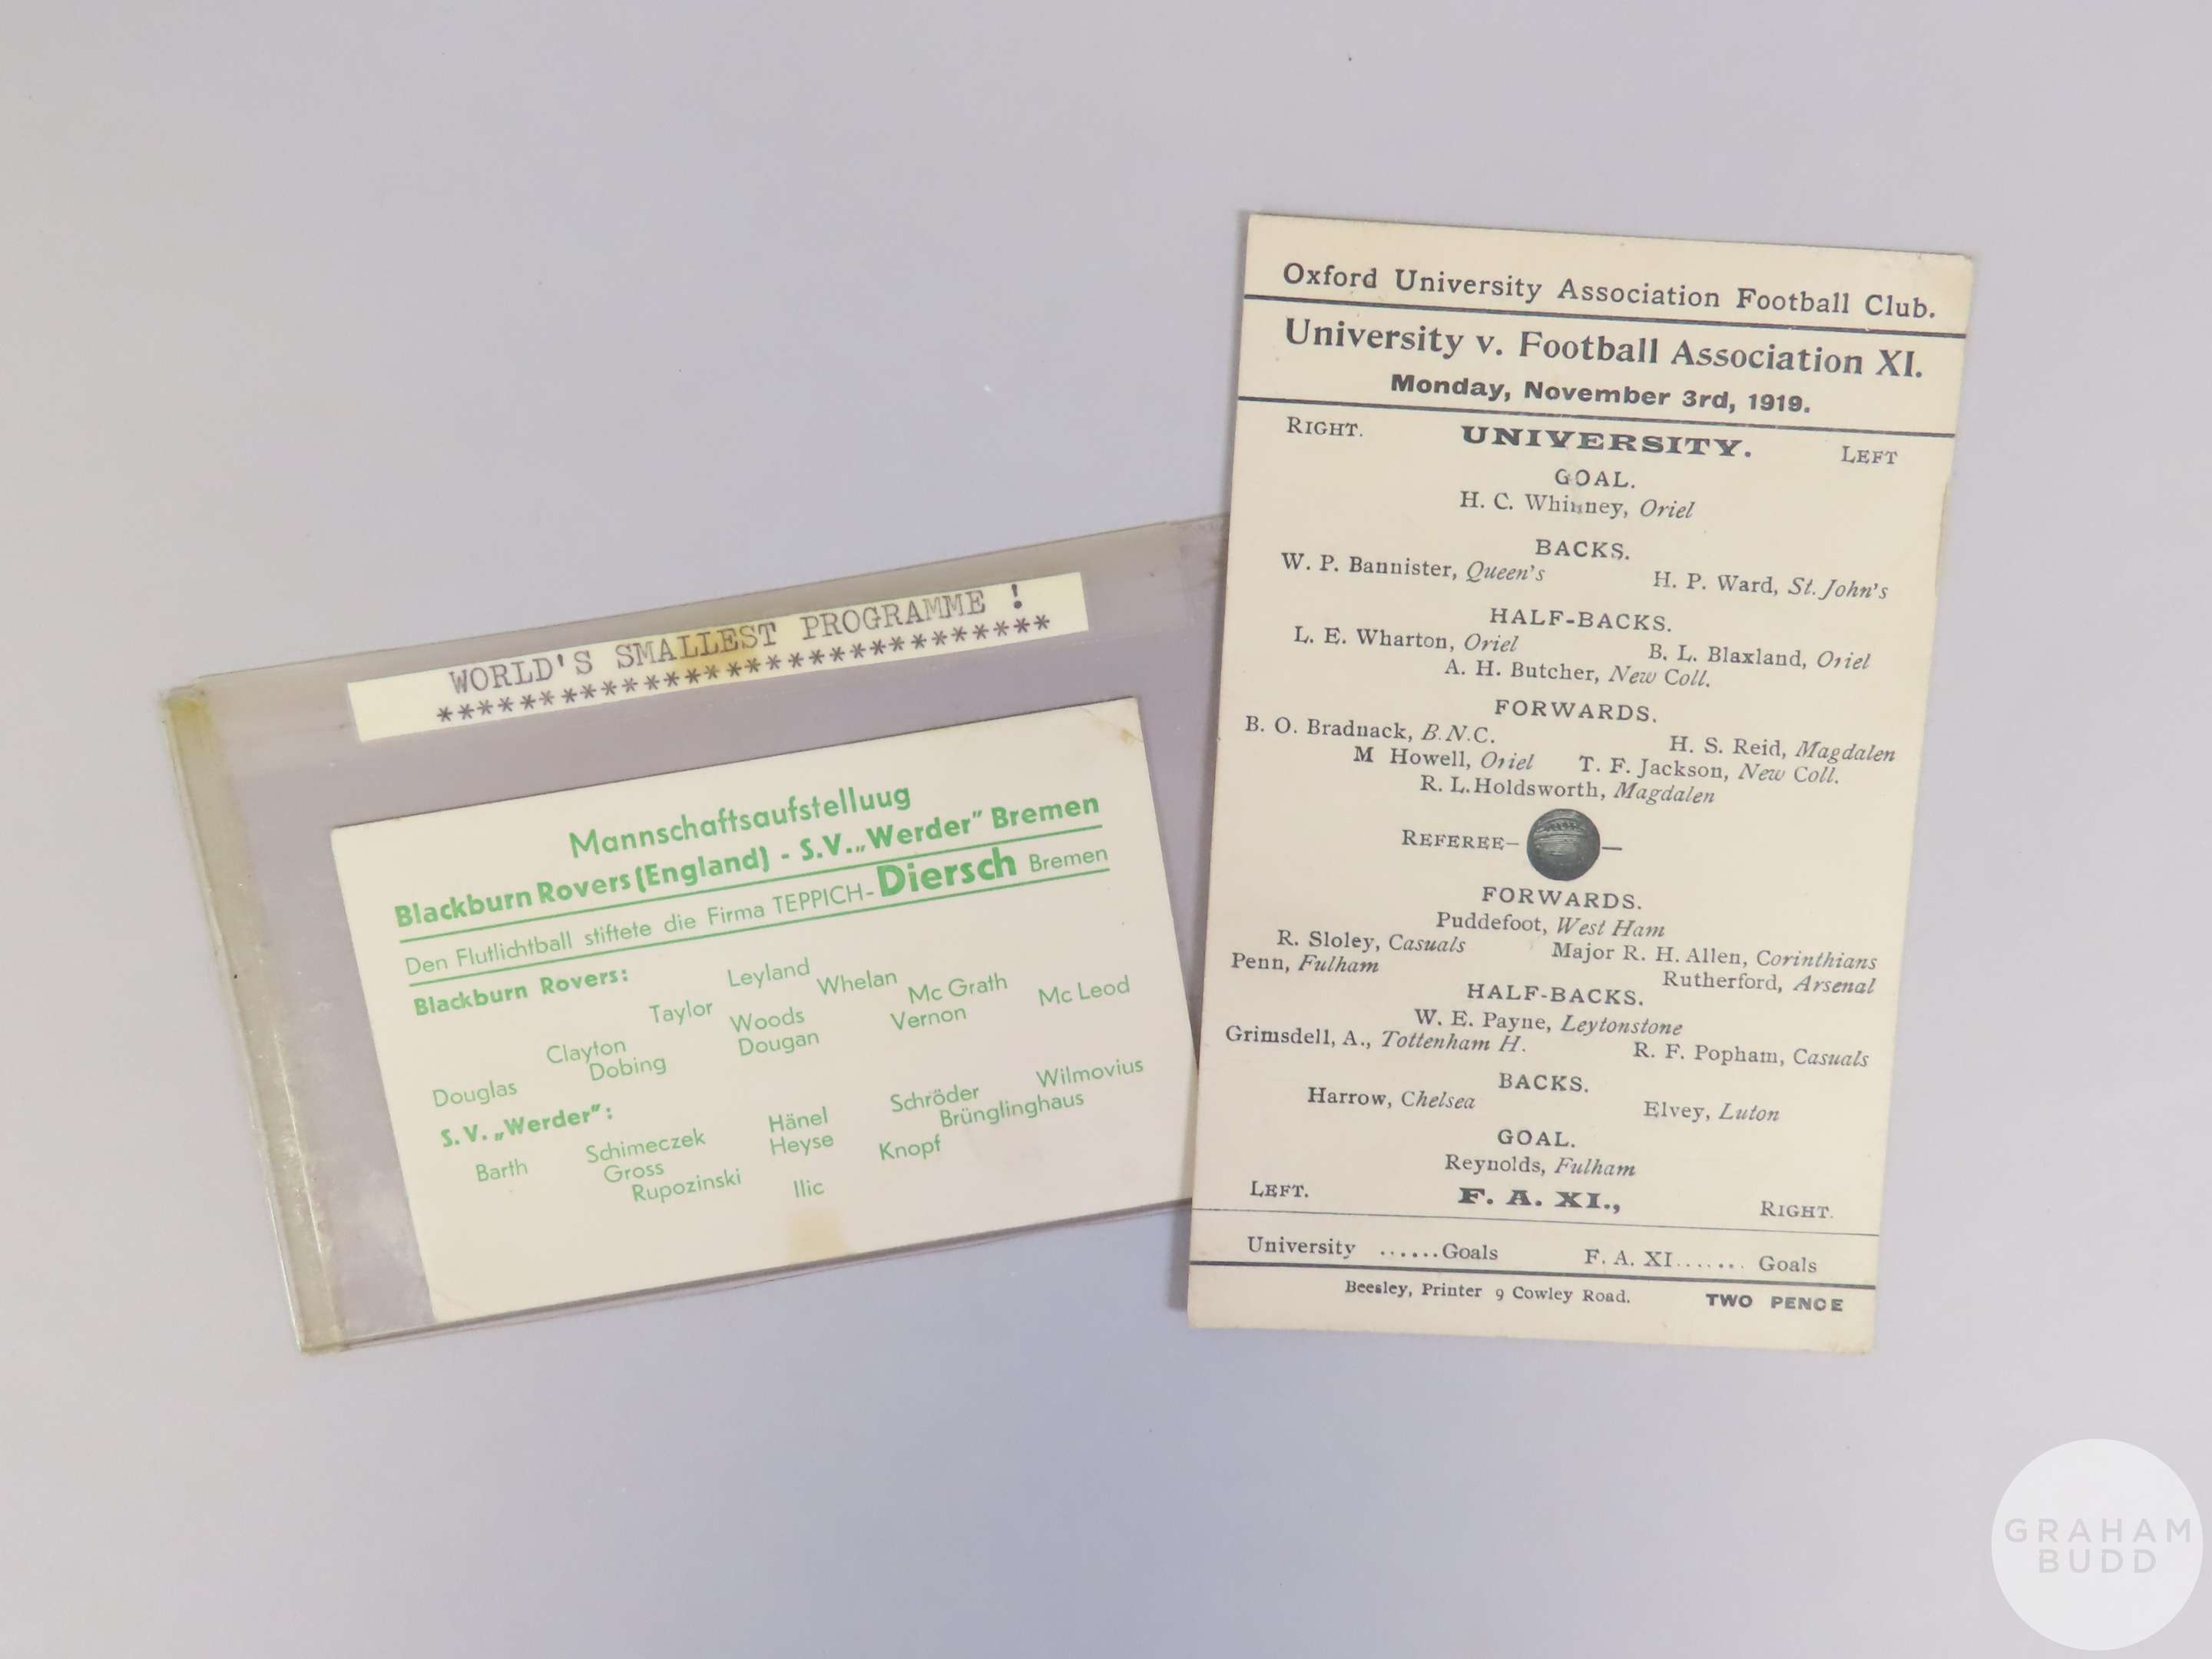 WORLD'S SMALLEST PROGRAMME !
******************************
Mannschaftsaufstelluug
Blackburn Rovers (England) - S.V. „Werder" Bremen
Den Flutlichtball stiftete die Firma TEPPICH-Diersch Bremen
Blackburn Rovers:
Leyland
Taylor Whelan
Clayton Woods Mc Grath
Douglas Dobing Dougan Vernon Mc Leod
S.V. „Werder":
Barth Schimeczek Hänel Schröder Wilmovius
Gross Heyse Brünglinghaus
Rupozinski Knopf
Ilic
Oxford University Association Football Club.
University v. Football Association XI.
Monday, November 3rd, 1919.
RIGHT. UNIVERSITY. LEFT
GOAL.
H. C. Whinney, Oriel
BACKS.
W. P. Bannister, Queen's H. P. Ward, St. John's
HALF-BACKS.
L. E. Wharton, Oriel B. L. Blaxland, Oriel
A. H. Butcher, New Coll.
FORWARDS.
B. O. Bradnack, B.N.C. H. S. Reid, Magdalen
M Howell, Oriel T. F. Jackson, New Coll.
R. L. Holdsworth, Magdalen
REFEREE— —
FORWARDS.
Puddefoot, West Ham
R. Sloley, Casuals Major R. H. Allen, Corinthians
Penn, Fulham Rutherford, Arsenal
HALF-BACKS.
W. E. Payne, Leytonstone
Grimsdell, A., Tottenham H. R. F. Popham, Casuals
BACKS.
Harrow, Chelsea Elvey, Luton
GOAL.
Reynolds, Fulham
LEFT. F. A. XI., RIGHT.
University ......Goals F. A. XI....... Goals
Beesley, Printer 9 Cowley Road. TWO PENCE
GRAHAM
BUDD